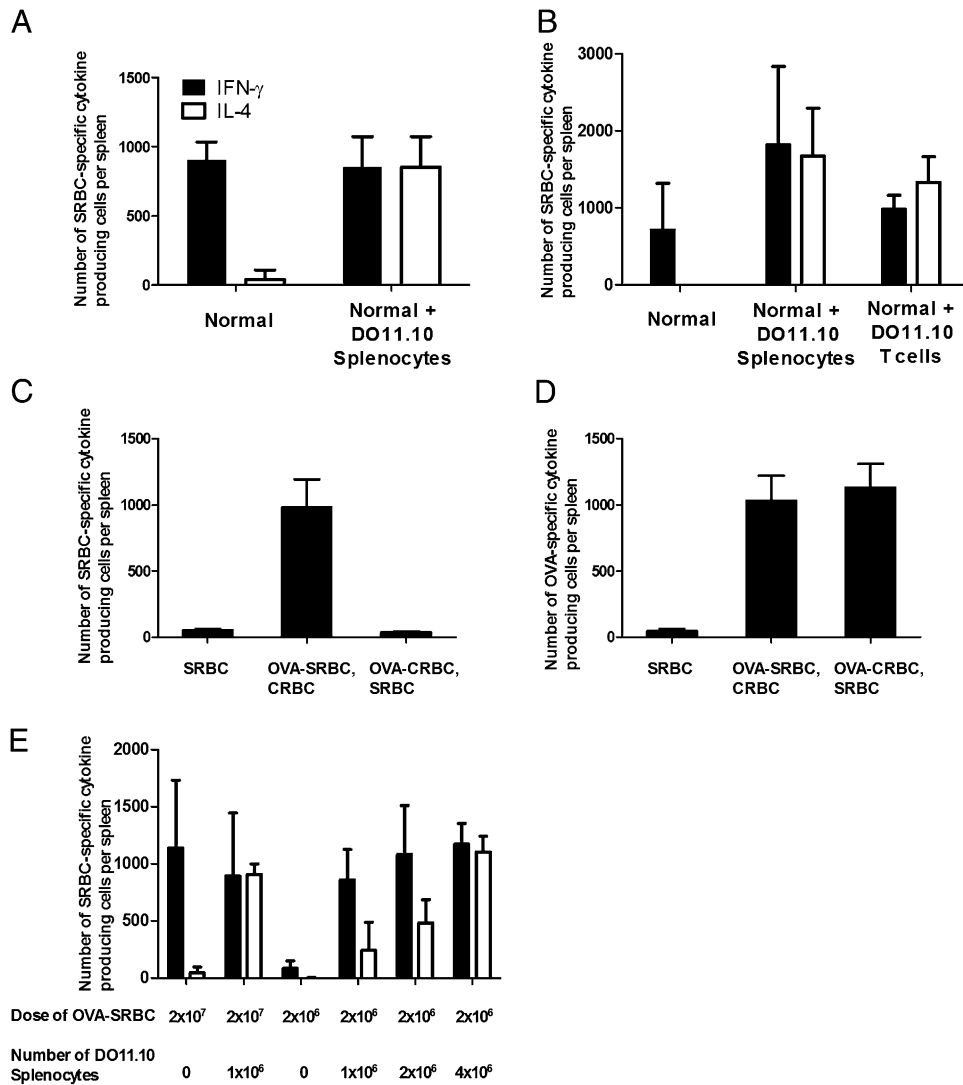 A
Number of SRBC-specific cytokine
producing cells per spleen
1500
1000
500
0
IFN-γ
IL-4
Normal
Normal +
DO11.10
Splenocytes
B
Number of SRBC-specific cytokine
producing cells per spleen
3000
2000
1000
0
Normal
Normal +
DO11.10
Splenocytes
Normal +
DO11.10
T cells
C
Number of SRBC-specific cytokine
producing cells per spleen
1500
1000
500
0
SRBC
OVA-SRBC,
CRBC
OVA-CRBC,
SRBC
D
Number of OVA-specific cytokine
producing cells per spleen
1500
1000
500
0
SRBC
OVA-SRBC,
CRBC
OVA-CRBC,
SRBC
E
Number of SRBC-specific cytokine
producing cells per spleen
2000
1500
1000
500
0
Dose of OVA-SRBC 2x10⁷ 2x10⁷ 2x10⁶ 2x10⁶ 2x10⁶ 2x10⁶
Number of DO11.10
Splenocytes 0 1x10⁶ 0 1x10⁶ 2x10⁶ 4x10⁶